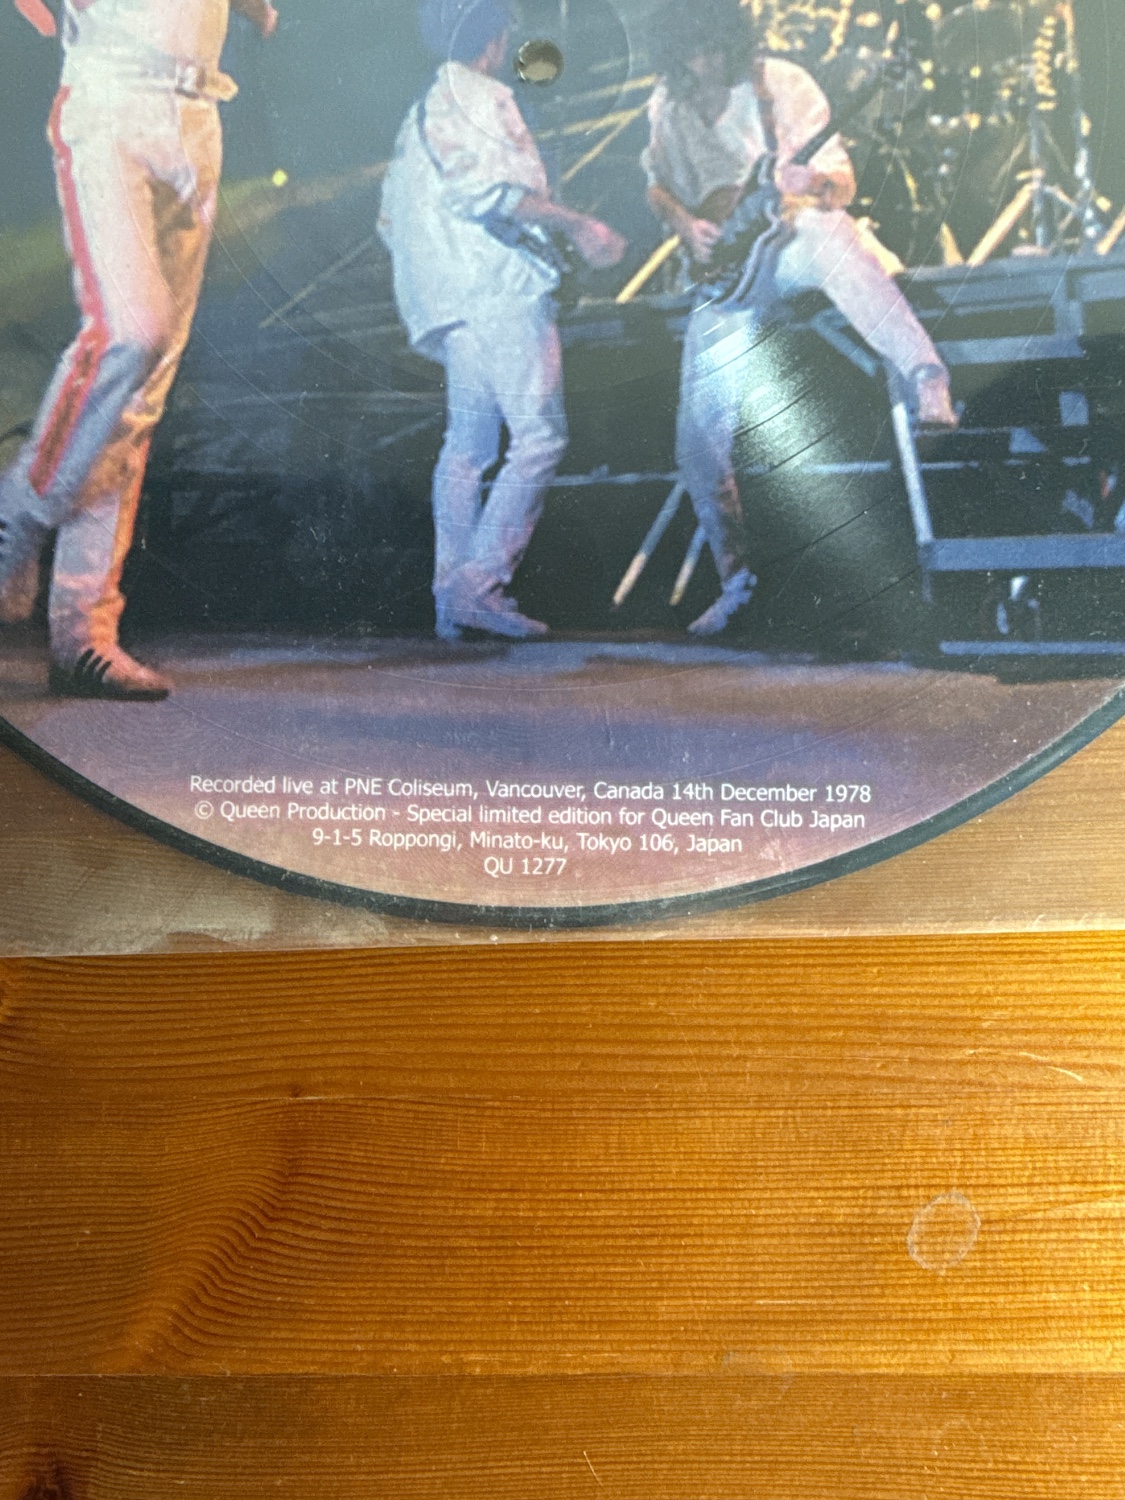 Recorded live at PNE Coliseum, Vancouver, Canada 14th December 1978
© Queen Production - Special limited edition for Queen Fan Club Japan
9-1-5 Roppongi, Minato-ku, Tokyo 106, Japan
QU 1277